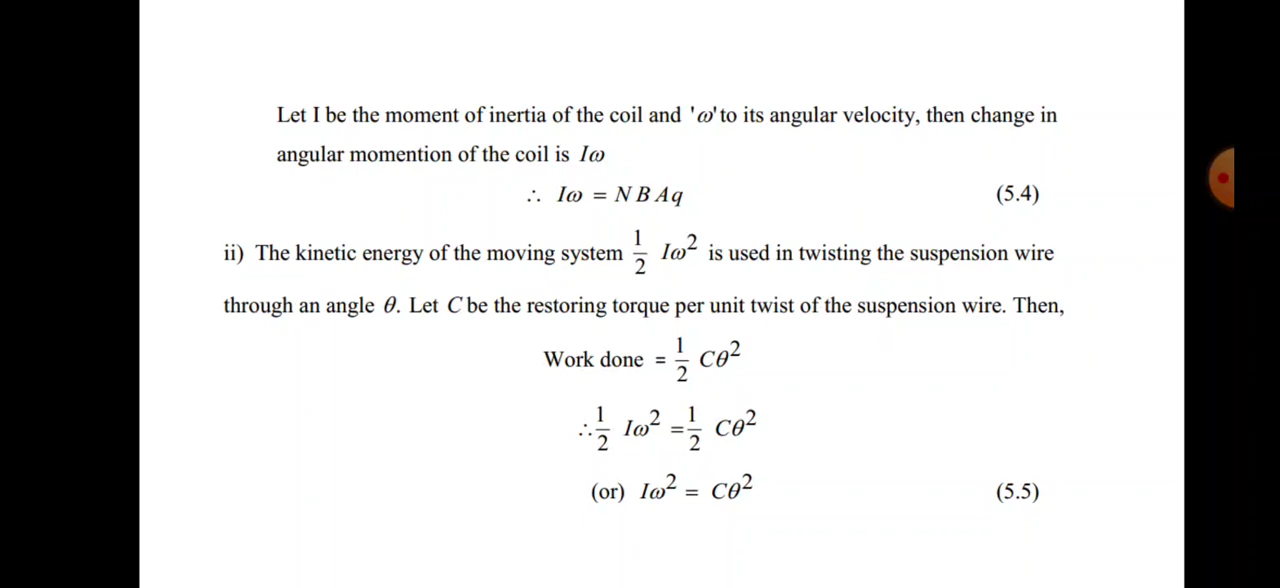 Let I be the moment of inertia of the coil and 'ω' to its angular velocity, then change in
angular momention of the coil is Iω
∴ Iω = N B A q (5.4)
ii) The kinetic energy of the moving system 1/2 Iω² is used in twisting the suspension wire
through an angle θ. Let C be the restoring torque per unit twist of the suspension wire. Then,
Work done = 1/2 Cθ²
∴ 1/2 Iω² = 1/2 Cθ²
(or) Iω² = Cθ² (5.5)